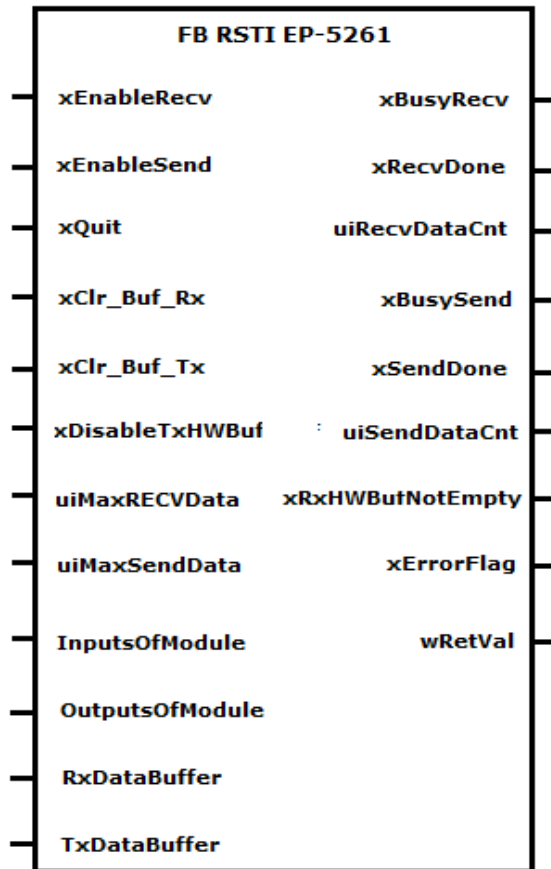 FB RSTI EP-5261
xEnableRecv xBusyRecv
xEnableSend xRecvDone
xQuit uiRecvDataCnt
xClr_Buf_Rx xBusySend
xClr_Buf_Tx xSendDone
xDisableTxHWBuf : uiSendDataCnt
uiMaxRECVData xRxHWBufNotEmpty
uiMaxSendData xErrorFlag
InputsOfModule wRetVal
OutputsOfModule
RxDataBuffer
TxDataBuffer